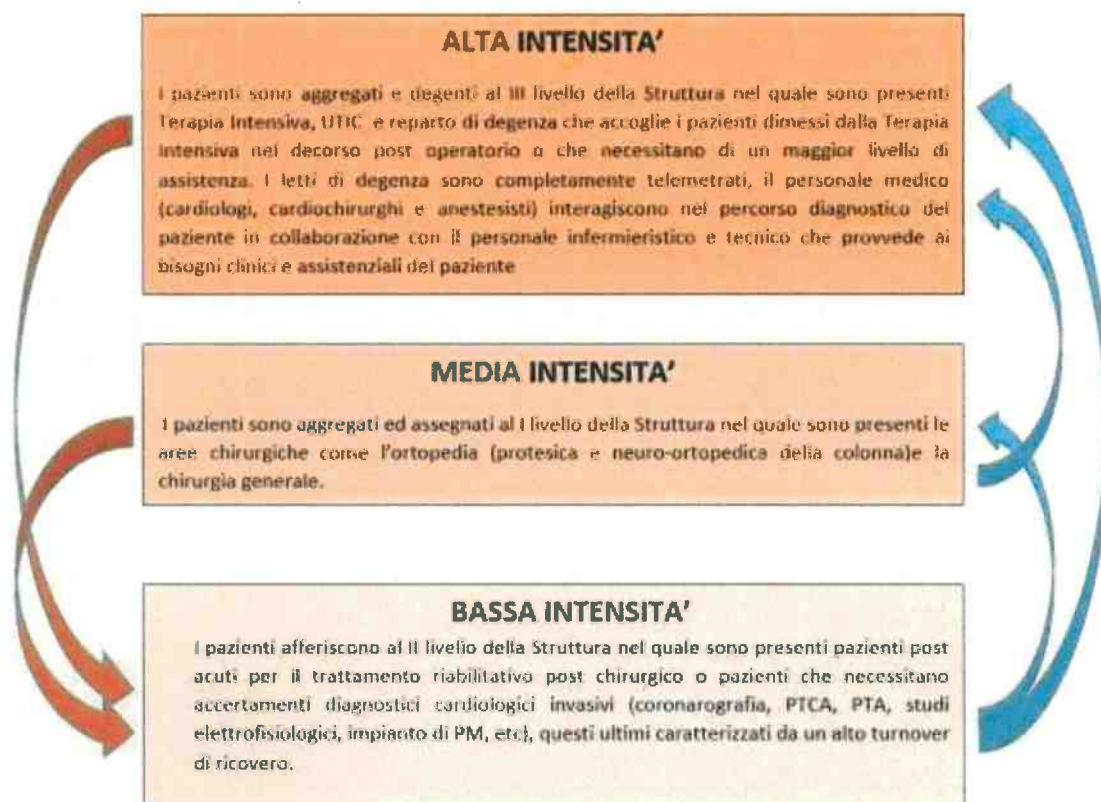 ALTA INTENSITA'
I pazienti sono aggregati e degenti al III livello della Struttura nel quale sono presenti
Terapia Intensiva, UTIC e reparto di degenza che accoglie i pazienti dimessi dalla Terapia
Intensiva nel decorso post operatorio o che necessitano di un maggior livello di
assistenza. I letti di degenza sono completamente telemetrati, il personale medico
(cardiologi, cardiochirurghi e anestesisti) interagiscono nel percorso diagnostico del
paziente in collaborazione con il personale infermieristico e tecnico che provvede ai
bisogni clinici e assistenziali del paziente
MEDIA INTENSITA'
I pazienti sono aggregati ed assegnati al I livello della Struttura nel quale sono presenti le
aree chirurgiche come l'ortopedia (protesica e neuro-ortopedica della colonna)e la
chirurgia generale.
BASSA INTENSITA'
I pazienti afferiscono al II livello della Struttura nel quale sono presenti pazienti post
acuti per il trattamento riabilitativo post chirurgico o pazienti che necessitano
accertamenti diagnostici cardiologici invasivi (coronarografia, PTCA, PTA, studi
elettrofisiologici, impianto di PM, etc), questi ultimi caratterizzati da un alto turnover
di ricovero.